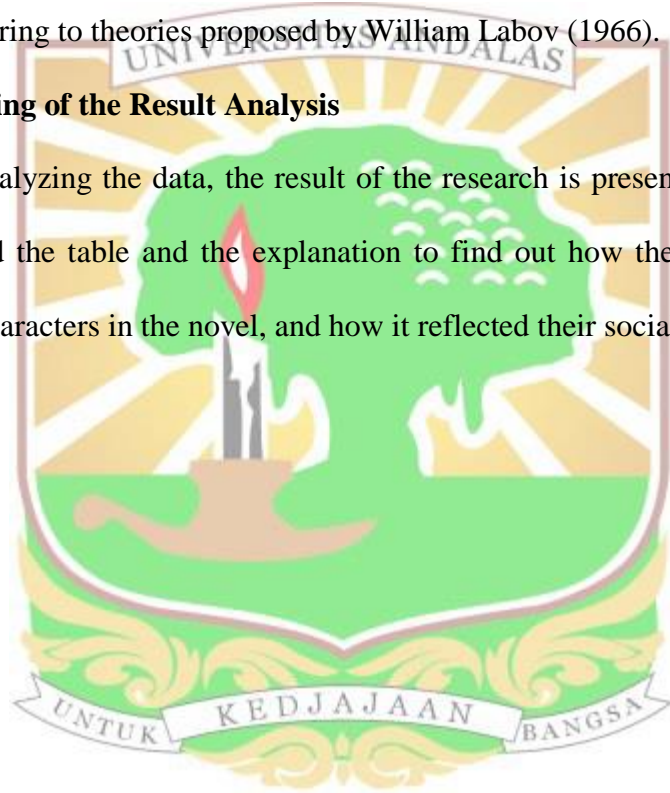 ring to theories proposed by William Labov (1966).
UNIVERSITAS ANDALAS
ing of the Result Analysis
alyzing the data, the result of the research is presen
d the table and the explanation to find out how the
aracters in the novel, and how it reflected their social
UNTUK KEDJAJAAN BANGSA